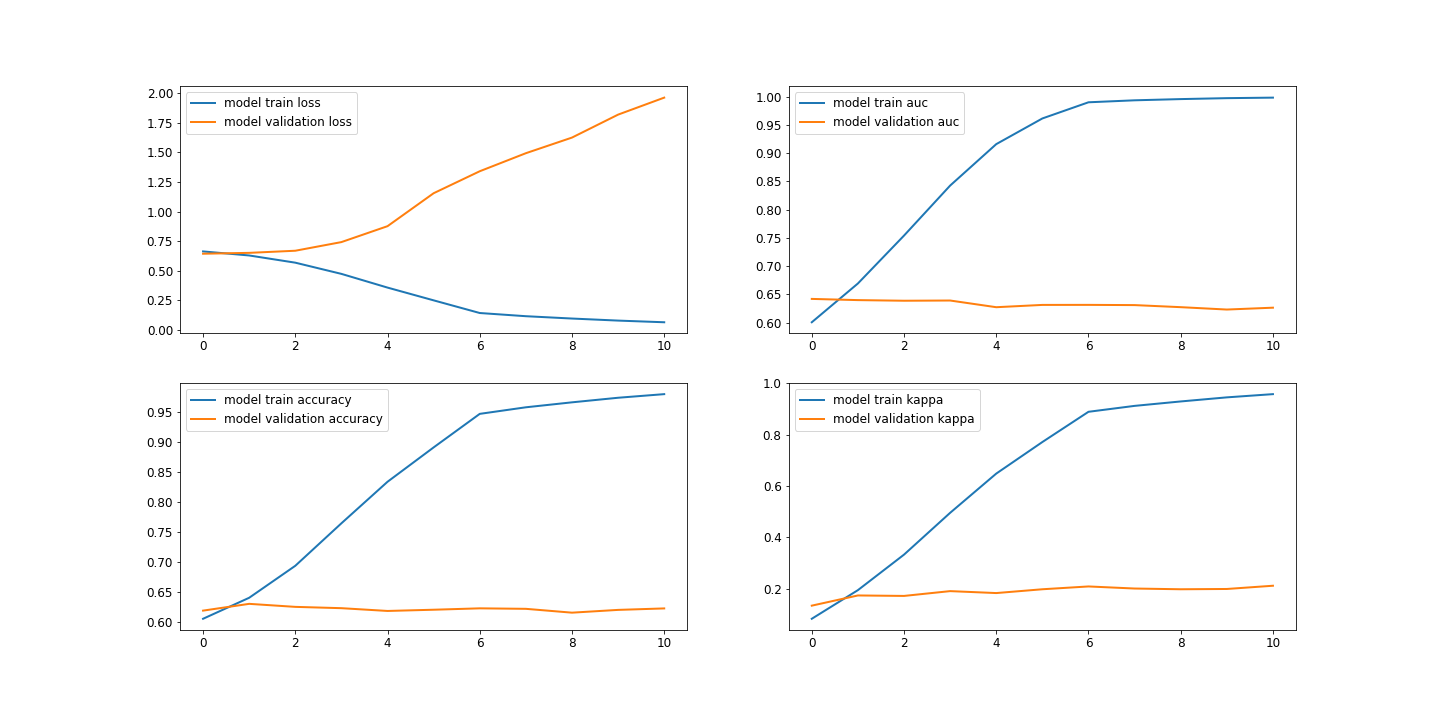 model train loss
model validation loss
2.00
1.75
1.50
1.25
1.00
0.75
0.50
0.25
0.00
0 2 4 6 8 10
model train auc
model validation auc
1.00
0.95
0.90
0.85
0.80
0.75
0.70
0.65
0.60
0 2 4 6 8 10
model train accuracy
model validation accuracy
0.95
0.90
0.85
0.80
0.75
0.70
0.65
0.60
0 2 4 6 8 10
model train kappa
model validation kappa
1.0
0.8
0.6
0.4
0.2
0 2 4 6 8 10